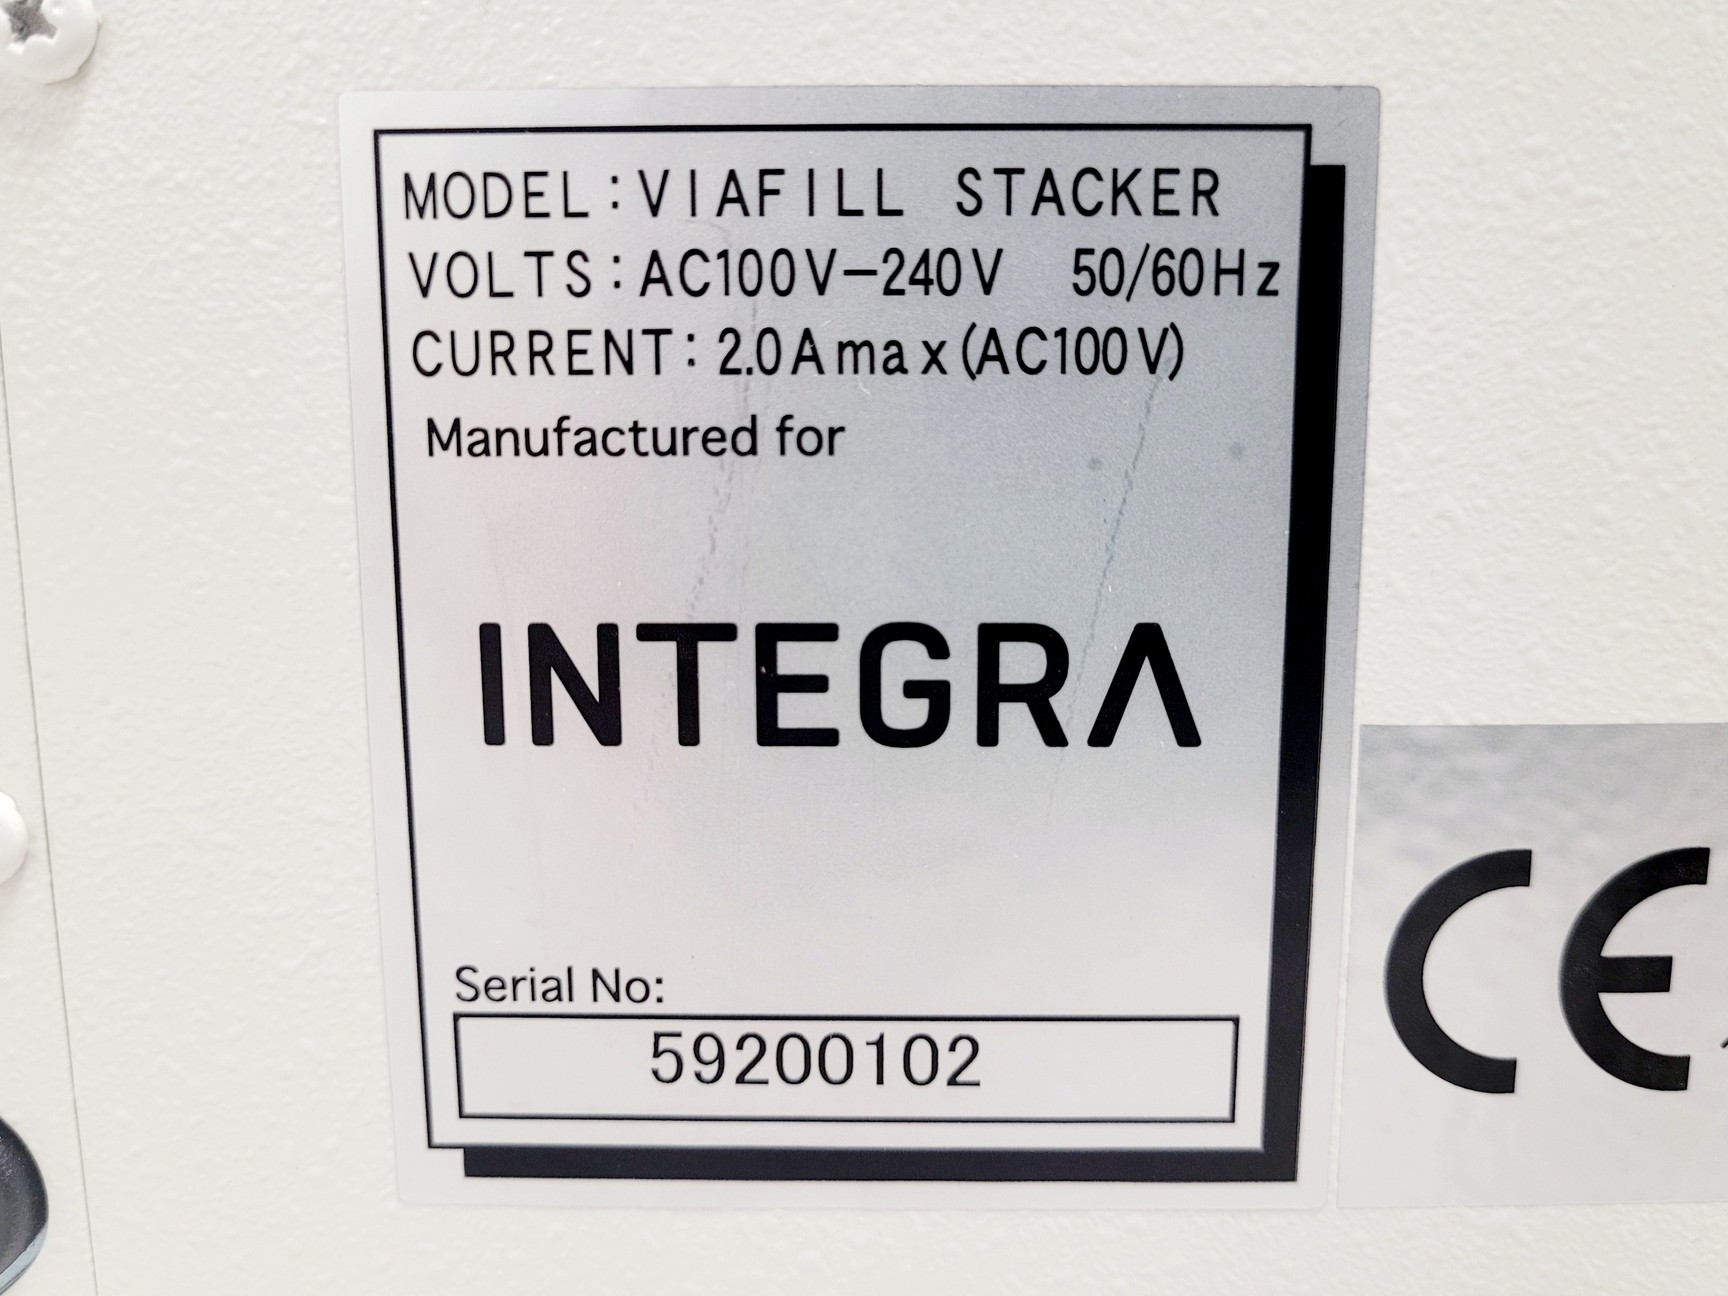 MODEL:VIAFILL STACKER
VOLTS:AC100V-240V 50/60Hz
CURRENT:2.0Amax(AC100V)
Manufactured for
INTEGRA
Serial No:
59200102
CE